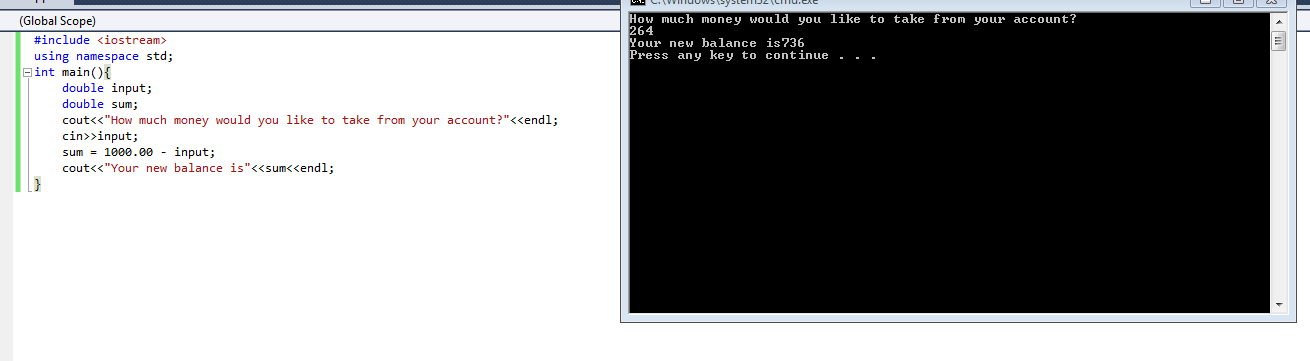 (Global Scope)
#include <iostream>
using namespace std;
int main(){
double input;
double sum;
cout<<"How much money would you like to take from your account?"<<endl;
cin>>input;
sum = 1000.00 - input;
cout<<"Your new balance is"<<sum<<endl;
}
C:\Windows\system32\cmd.exe
How much money would you like to take from your account?
264
Your new balance is736
Press any key to continue . . .